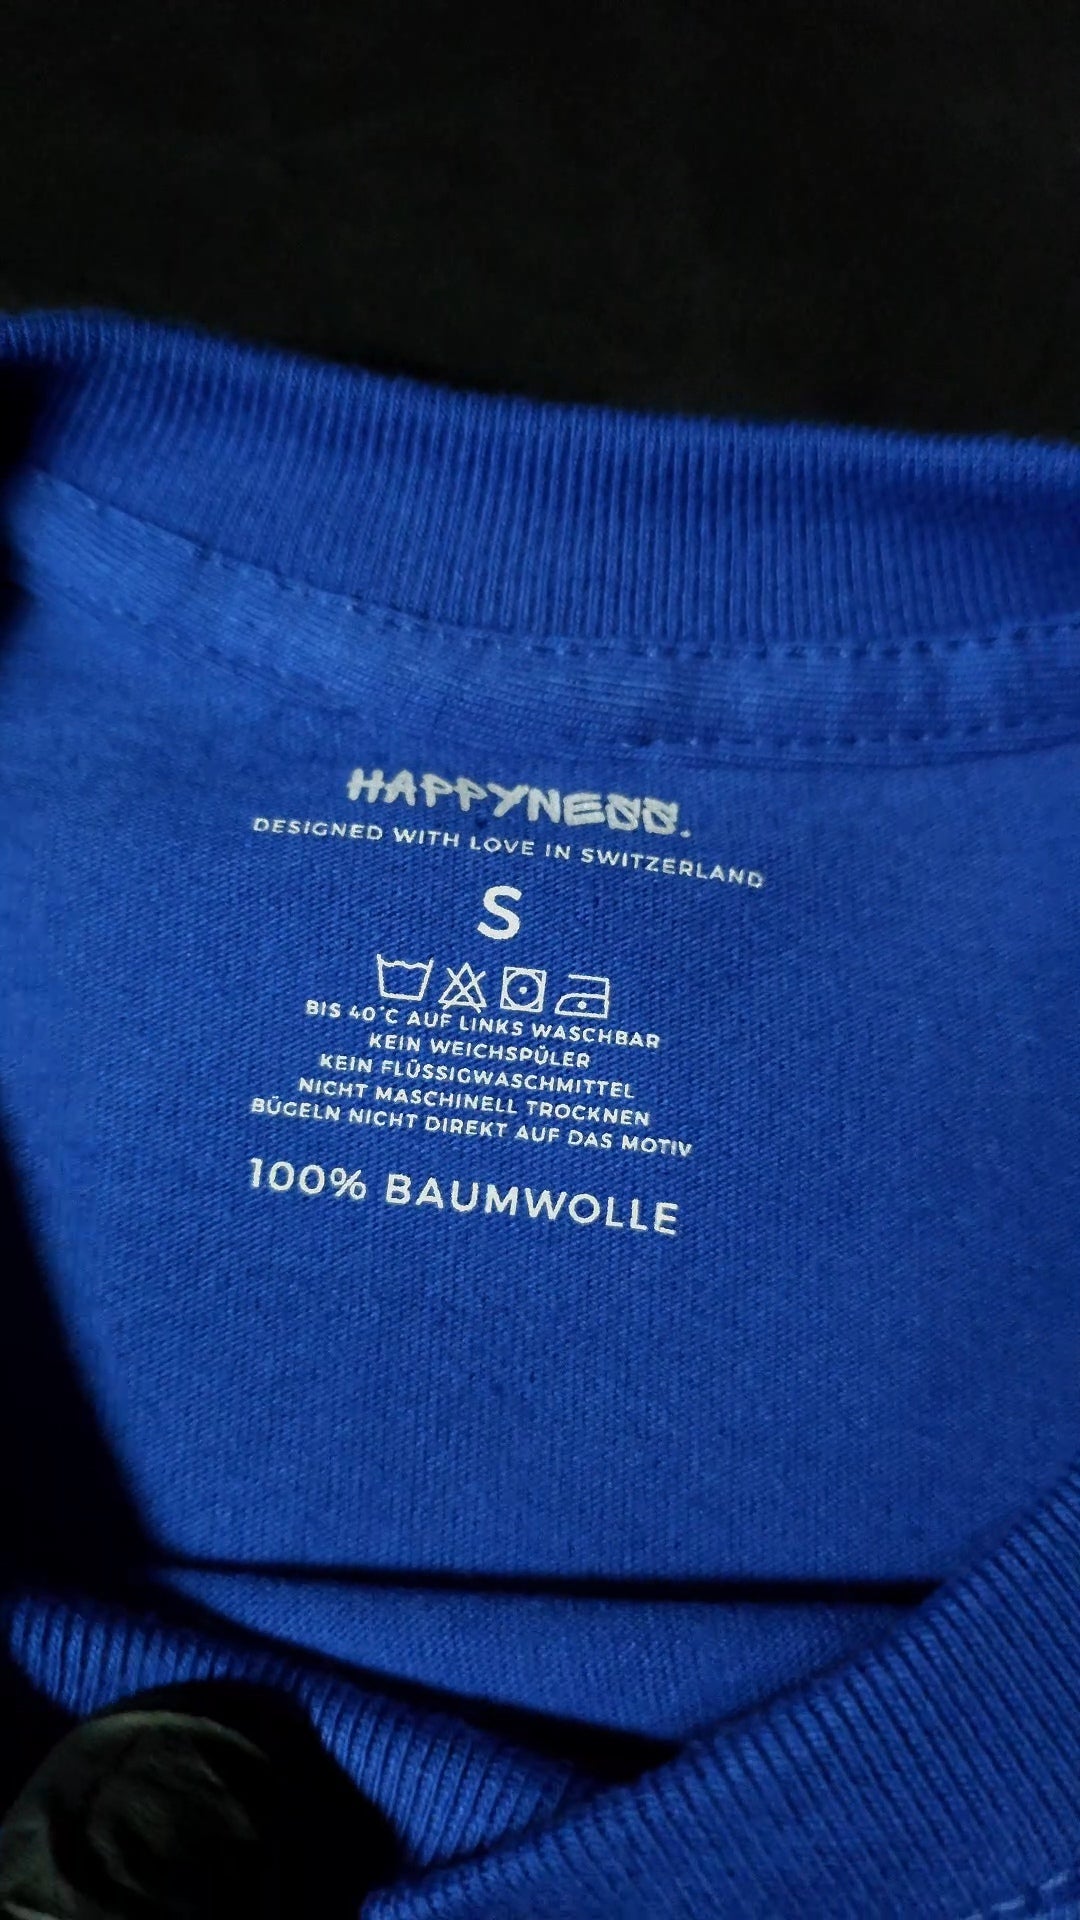 HAPPYNESS.
DESIGNED WITH LOVE IN SWITZERLAND
S
BIS 40°C AUF LINKS WASCHBAR
KEIN WEICHSPÜLER
KEIN FLÜSSIGWASCHMITTEL
NICHT MASCHINELL TROCKNEN
BÜGELN NICHT DIREKT AUF DAS MOTIV
100% BAUMWOLLE